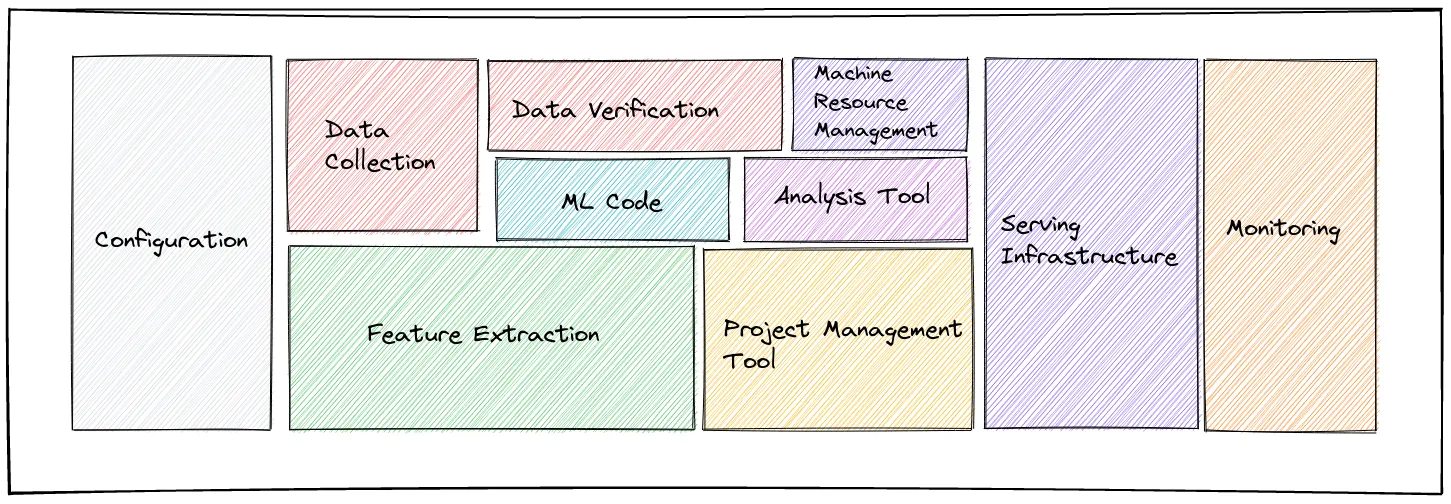 Configuration
Data
Collection
Data Verification
Machine
Resource
Management
ML Code
Analysis Tool
Feature Extraction
Project Management
Tool
Serving
Infrastructure
Monitoring